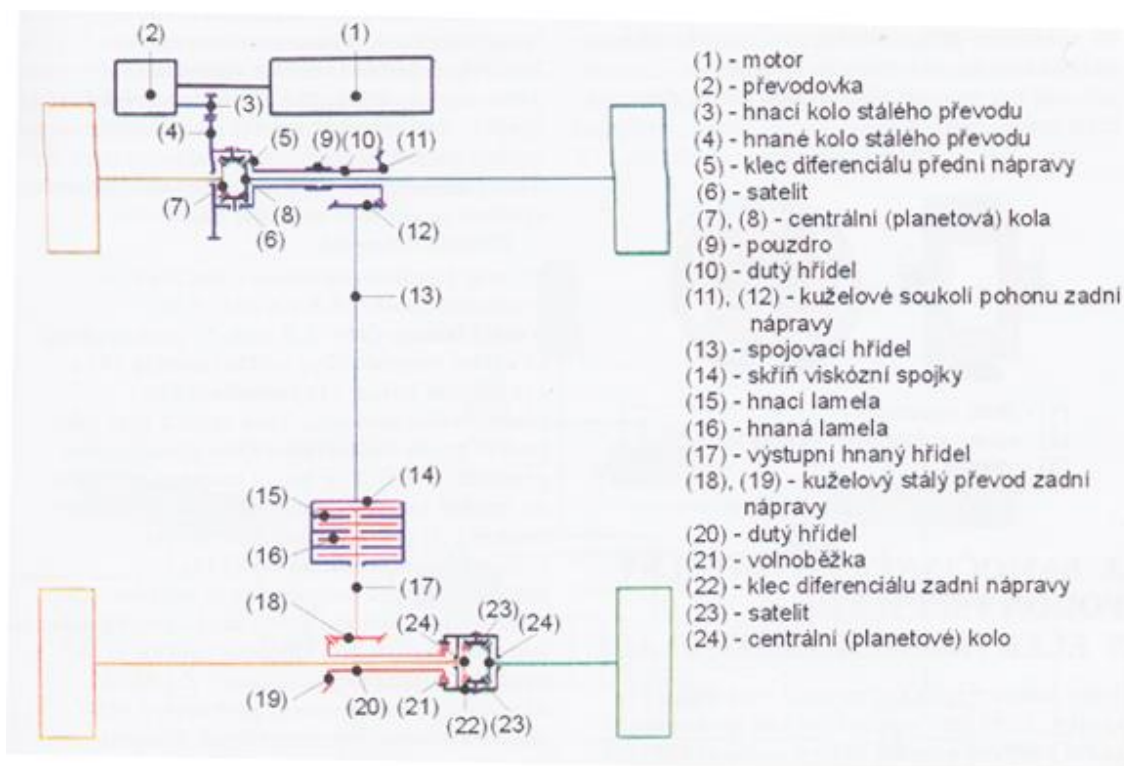 (2) (1)
(3)
(4) (5) (9) (10) (11)
(7) (8) (12)
(6)
(13)
(14)
(15)
(16)
(17)
(18) (24) (23) (24)
(19) (20) (21) (22) (23)
(1) - motor
(2) - převodovka
(3) - hnací kolo stálého převodu
(4) - hnané kolo stálého převodu
(5) - klec diferenciálu přední nápravy
(6) - satelit
(7), (8) - centrální (planetová) kola
(9) - pouzdro
(10) - dutý hřídel
(11), (12) - kuželové soukolí pohonu zadní
nápravy
(13) - spojovací hřídel
(14) - skříň viskózní spojky
(15) - hnací lamela
(16) - hnaná lamela
(17) - výstupní hnaný hřídel
(18), (19) - kuželový stálý převod zadní
nápravy
(20) - dutý hřídel
(21) - volnoběžka
(22) - klec diferenciálu zadní nápravy
(23) - satelit
(24) - centrální (planetové) kolo